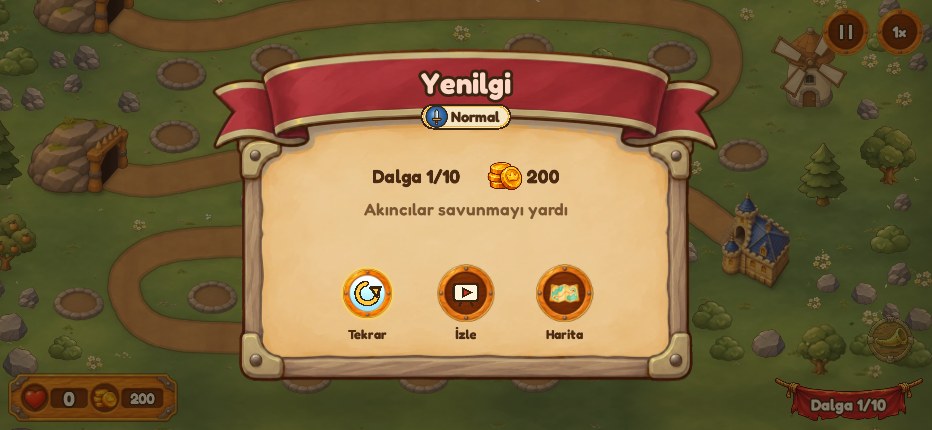 1x
Yenilgi
Normal
Dalga 1/10 200
Akıncılar savunmayı yardı
Tekrar İzle Harita
0 200
Dalga 1/10